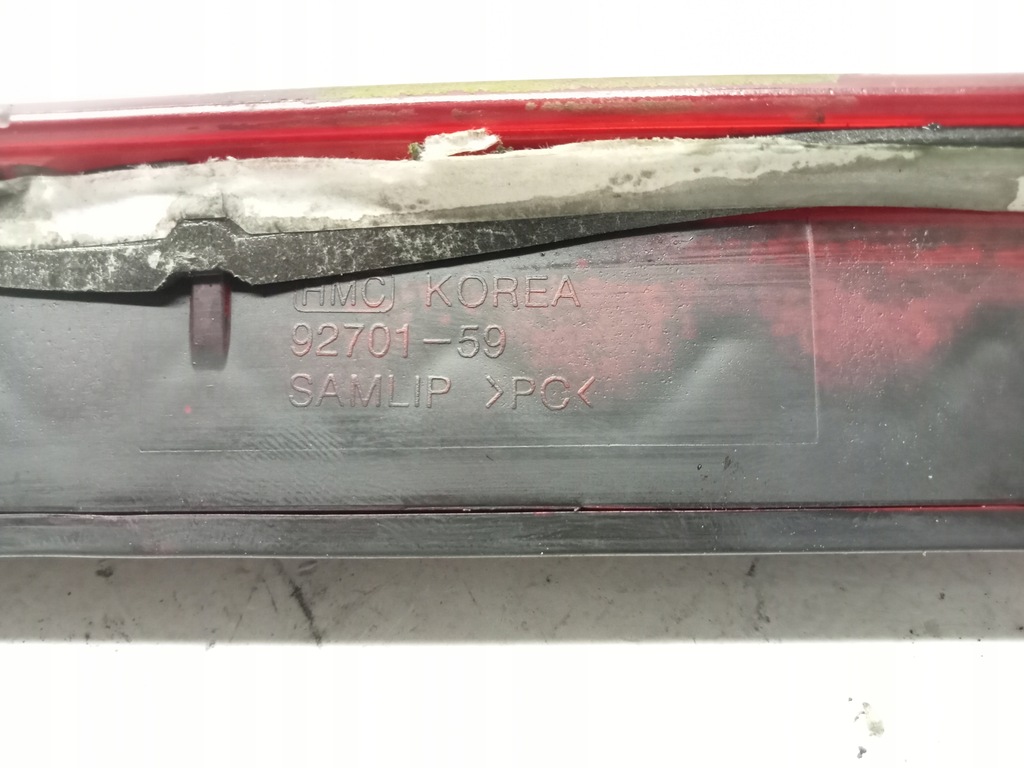 HMC KOREA
92701-59
SAMLIP >PC<